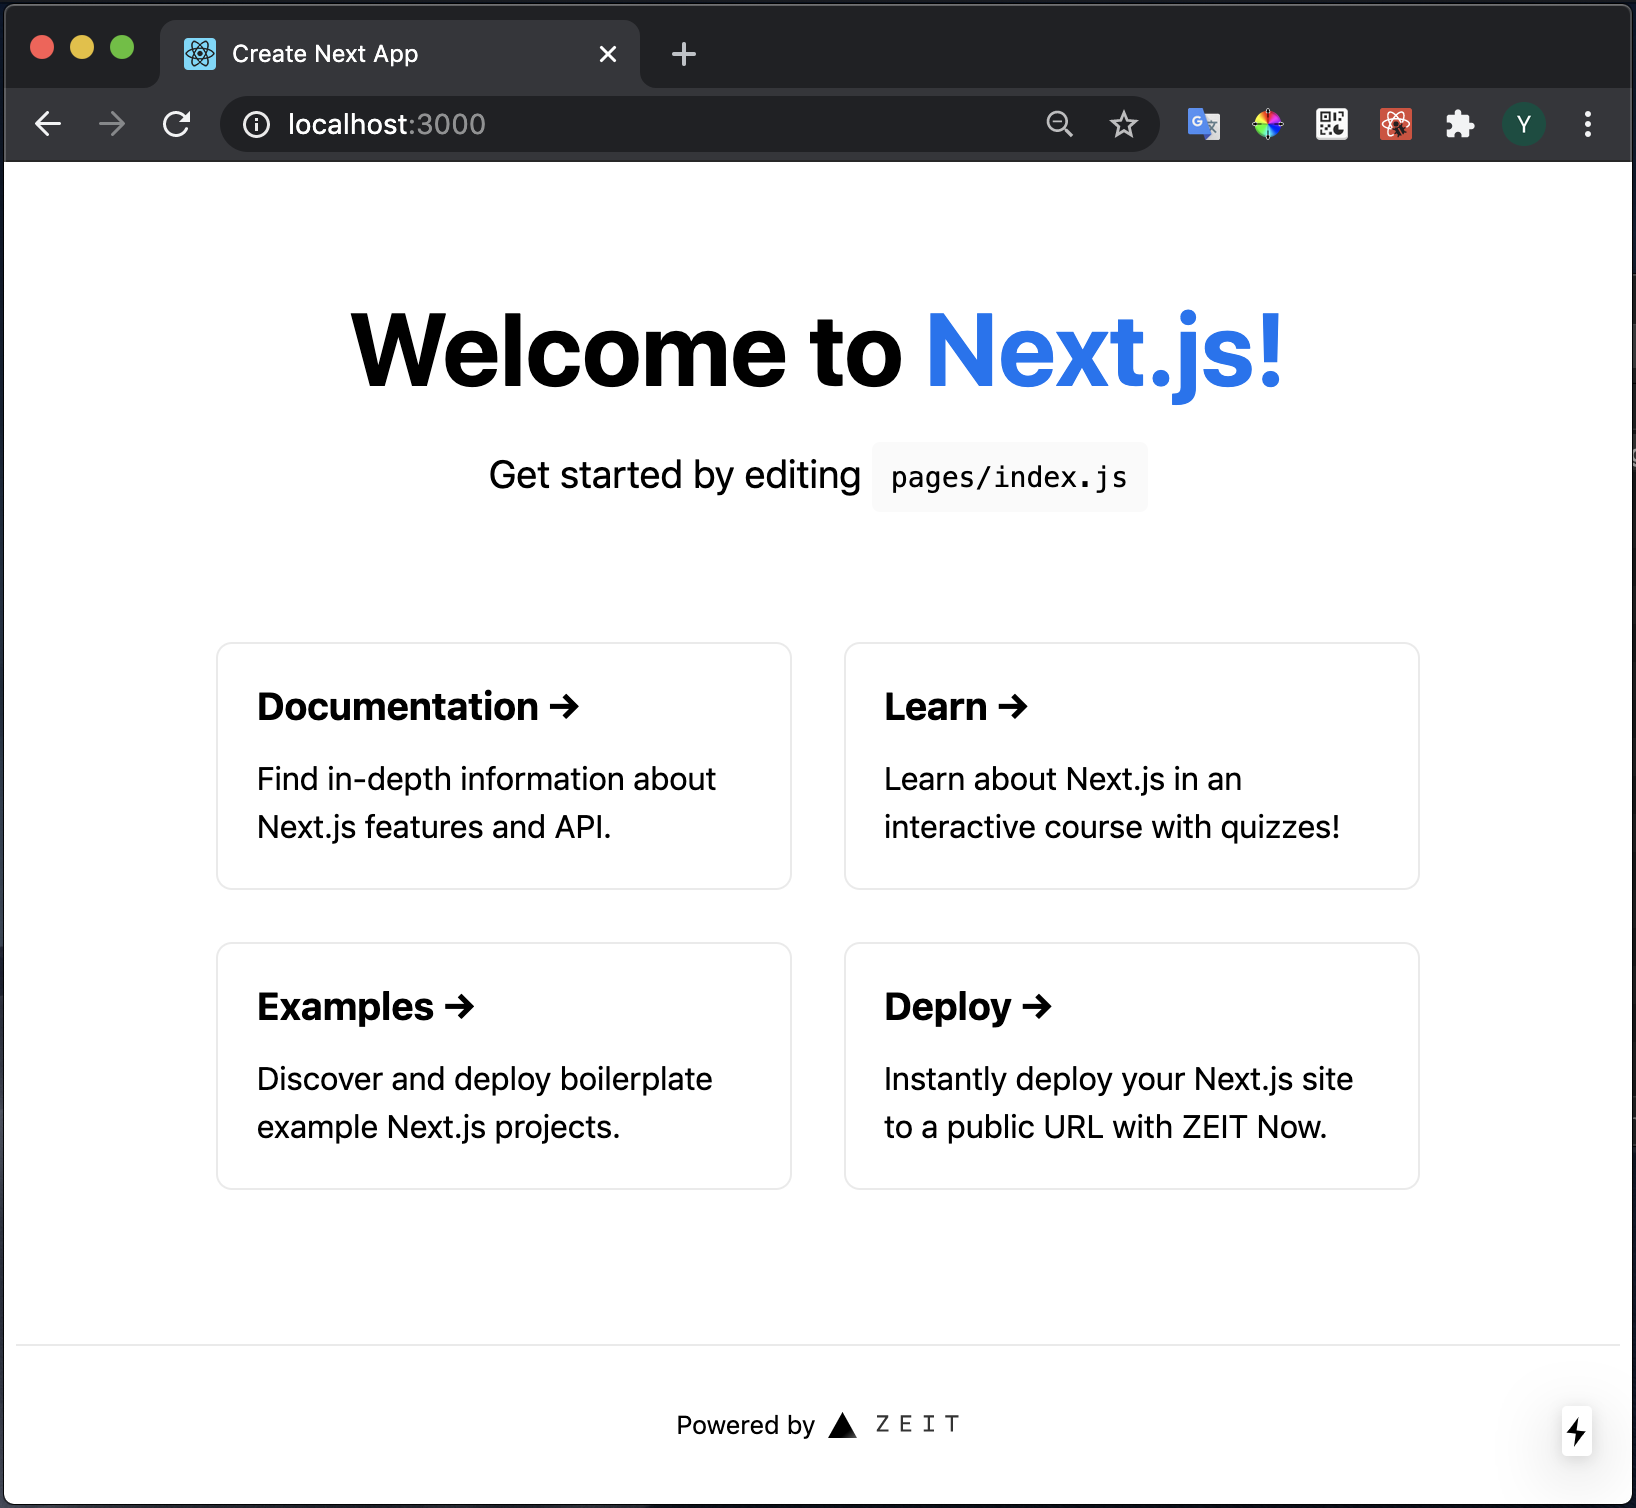 Create Next App
localhost:3000
Y
Welcome to Next.js!
Get started by editing pages/index.js
Documentation →
Find in-depth information about
Next.js features and API.
Learn →
Learn about Next.js in an
interactive course with quizzes!
Examples →
Discover and deploy boilerplate
example Next.js projects.
Deploy →
Instantly deploy your Next.js site
to a public URL with ZEIT Now.
Powered by ZEIT